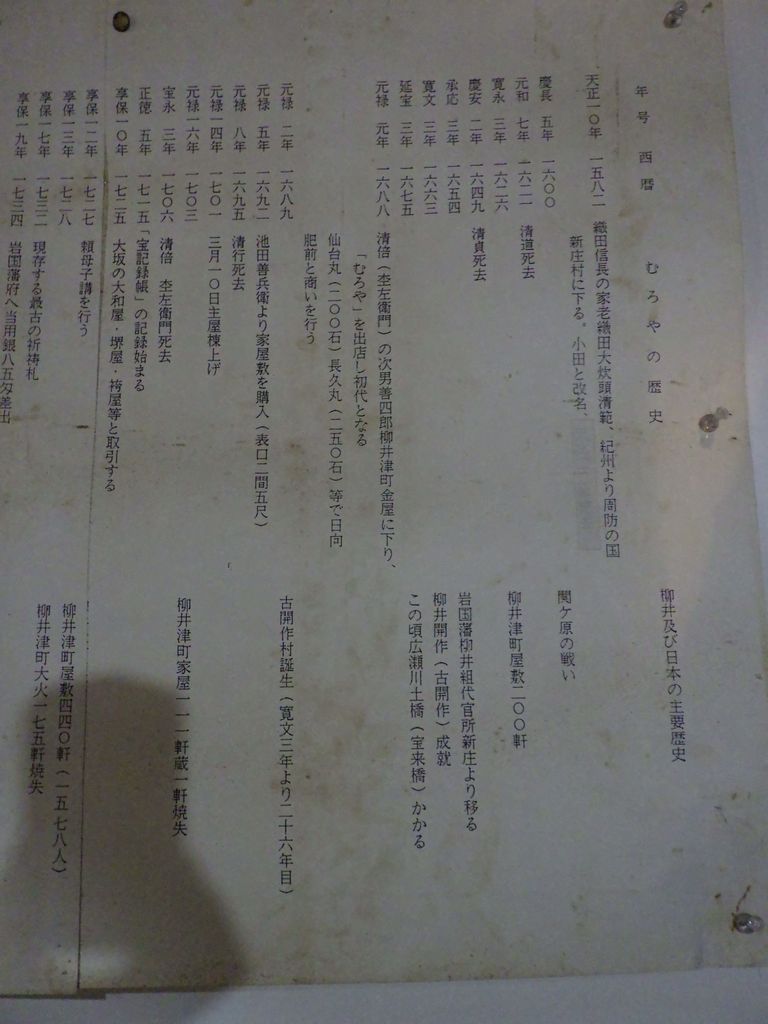 年号 西暦 むろやの歴史 柳井及び日本の主要歴史
天正一〇年 一五八二 織田信長の家老織田大炊頭清範、紀州より周防の国
新庄村に下る。小田と改名、
関ケ原の戦い
慶長 五年 一六〇〇
元和 七年 一六二一 清道死去 柳井津町屋敷二〇〇軒
寛永 三年 一六二六
慶安 二年 一六四九 清貞死去 岩国藩柳井組代官所新庄より移る
承応 三年 一六五四
寛文 三年 一六六三 柳井開作(古開作)成就
延宝 三年 一六七五 この頃広瀬川土橋(宝来橋)かかる
元禄 元年 一六八八 清倍(杢左衛門)の次男善四郎柳井津町金屋に下り、
「むろや」を出店し初代となる
仙台丸(二〇〇石)長久丸(二五〇石)等で日向
肥前と商いを行う
元禄 二年 一六八九 古開作村誕生(寛文三年より二十六年目)
元禄 五年 一六九二 池田善兵衛より家屋敷を購入(表口二間五尺)
元禄 八年 一六九五 清行死去
元禄一四年 一七〇一 三月一〇日主屋棟上げ
元禄一六年 一七〇三 柳井津町家屋一一一軒蔵一軒焼失
宝永 三年 一七〇六 清倍 杢左衛門死去
正徳 五年 一七一五 「宝記録帳」の記録始まる
享保一〇年 一七二五 大坂の大和屋・堺屋・袴屋等と取引する
享保一二年 一七二七 頼母子講を行う
享保一三年 一七二八 柳井津町屋敷四四〇軒(一五七八人)
享保一七年 一七三二 現存する最古の祈祷札 柳井津町大火一七五軒焼失
享保一九年 一七三四 岩国藩府へ当用銀八五匁差出